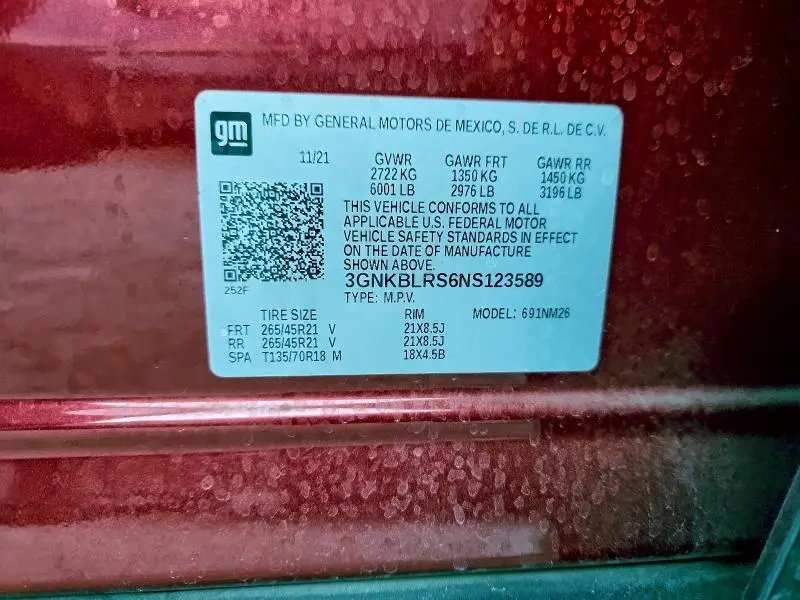 gm MFD BY GENERAL MOTORS DE MEXICO, S. DE R.L. DE C.V.
11/21 GVWR GAWR FRT GAWR RR
2722 KG 1350 KG 1450 KG
6001 LB 2976 LB 3196 LB
THIS VEHICLE CONFORMS TO ALL
APPLICABLE U.S. FEDERAL MOTOR
VEHICLE SAFETY STANDARDS IN EFFECT
ON THE DATE OF MANUFACTURE
SHOWN ABOVE.
252F
3GNKBLRS6NS123589
TYPE: M.P.V.
TIRE SIZE RIM MODEL: 691NM26
FRT 265/45R21 V 21X8.5J
RR 265/45R21 V 21X8.5J
SPA T135/70R18 M 18X4.5B